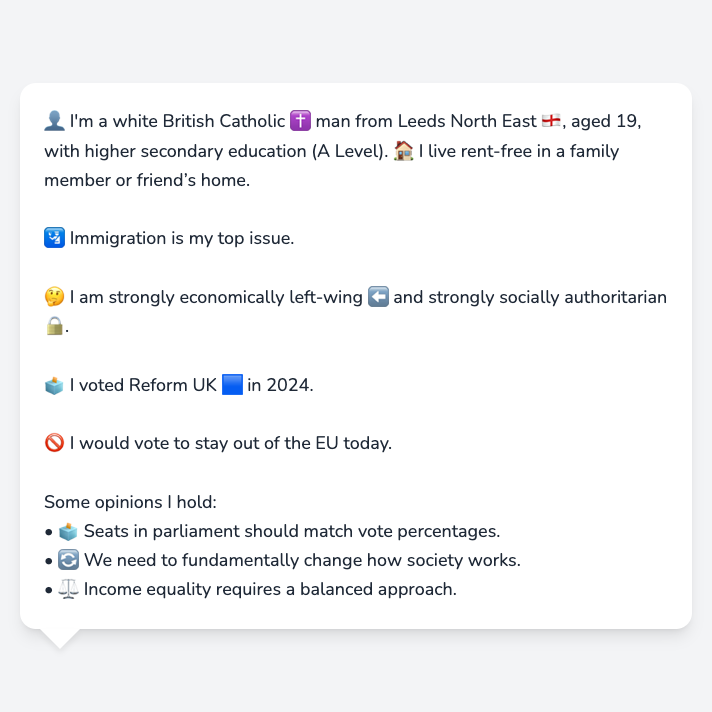 👤 I'm a white British Catholic ✝️ man from Leeds North East 🏴󠁧󠁢󠁥󠁮󠁧󠁿, aged 19,
with higher secondary education (A Level). 🏠 I live rent-free in a family
member or friend’s home.
🛂 Immigration is my top issue.
🤔 I am strongly economically left-wing ⬅️ and strongly socially authoritarian
🔒.
🗳️ I voted Reform UK 🟦 in 2024.
🚫 I would vote to stay out of the EU today.
Some opinions I hold:
• 🗳️ Seats in parliament should match vote percentages.
• 🔄 We need to fundamentally change how society works.
• ⚖️ Income equality requires a balanced approach.